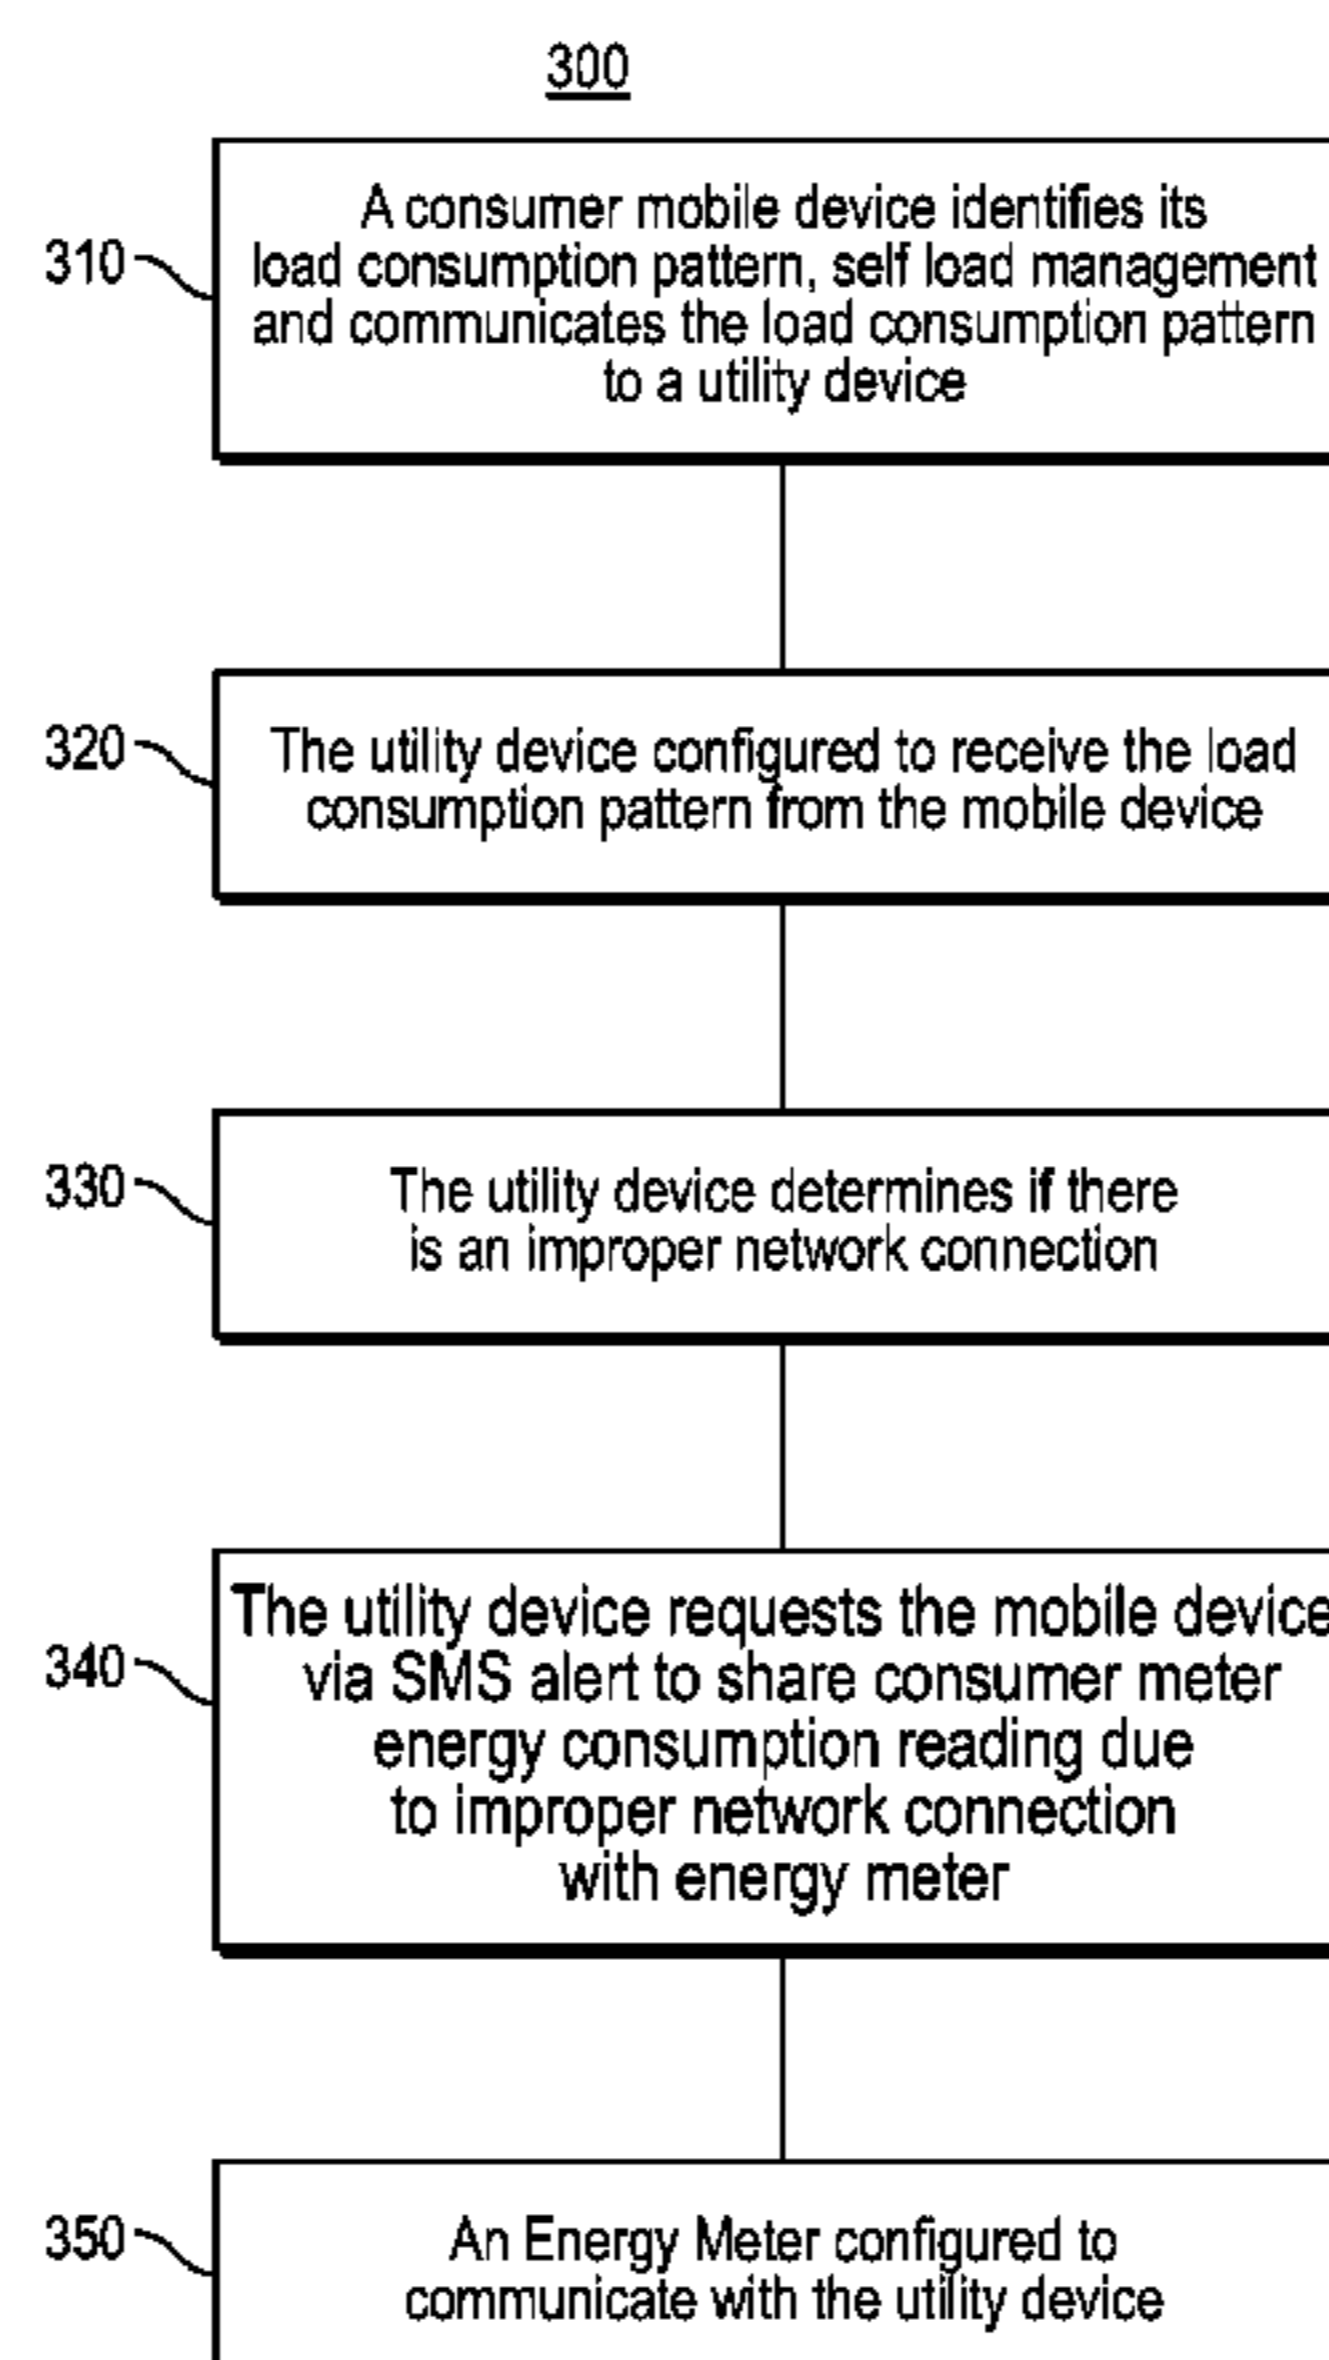 300
310
A consumer mobile device identifies its
load consumption pattern, self load management
and communicates the load consumption pattern
to a utility device
320
The utility device configured to receive the load
consumption pattern from the mobile device
330
The utility device determines if there
is an improper network connection
340
The utility device requests the mobile device
via SMS alert to share consumer meter
energy consumption reading due
to improper network connection
with energy meter
350
An Energy Meter configured to
communicate with the utility device